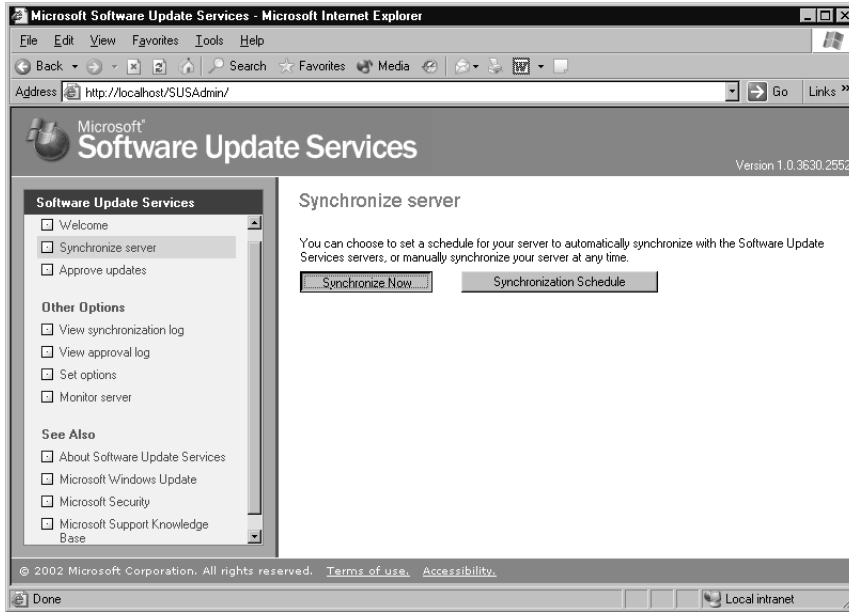 Microsoft Software Update Services - Microsoft Internet Explorer
File Edit View Favorites Tools Help
Back Search Favorites Media
Address http://localhost/SUSAdmin/ Go Links »
Microsoft®
Software Update Services
Version 1.0.3630.2552
Software Update Services
Welcome
Synchronize server
Approve updates
Other Options
View synchronization log
View approval log
Set options
Monitor server
See Also
About Software Update Services
Microsoft Windows Update
Microsoft Security
Microsoft Support Knowledge
Base
Synchronize server
You can choose to set a schedule for your server to automatically synchronize with the Software Update
Services servers, or manually synchronize your server at any time.
Synchronize Now Synchronization Schedule
© 2002 Microsoft Corporation. All rights reserved. Terms of use. Accessibility.
Done Local intranet